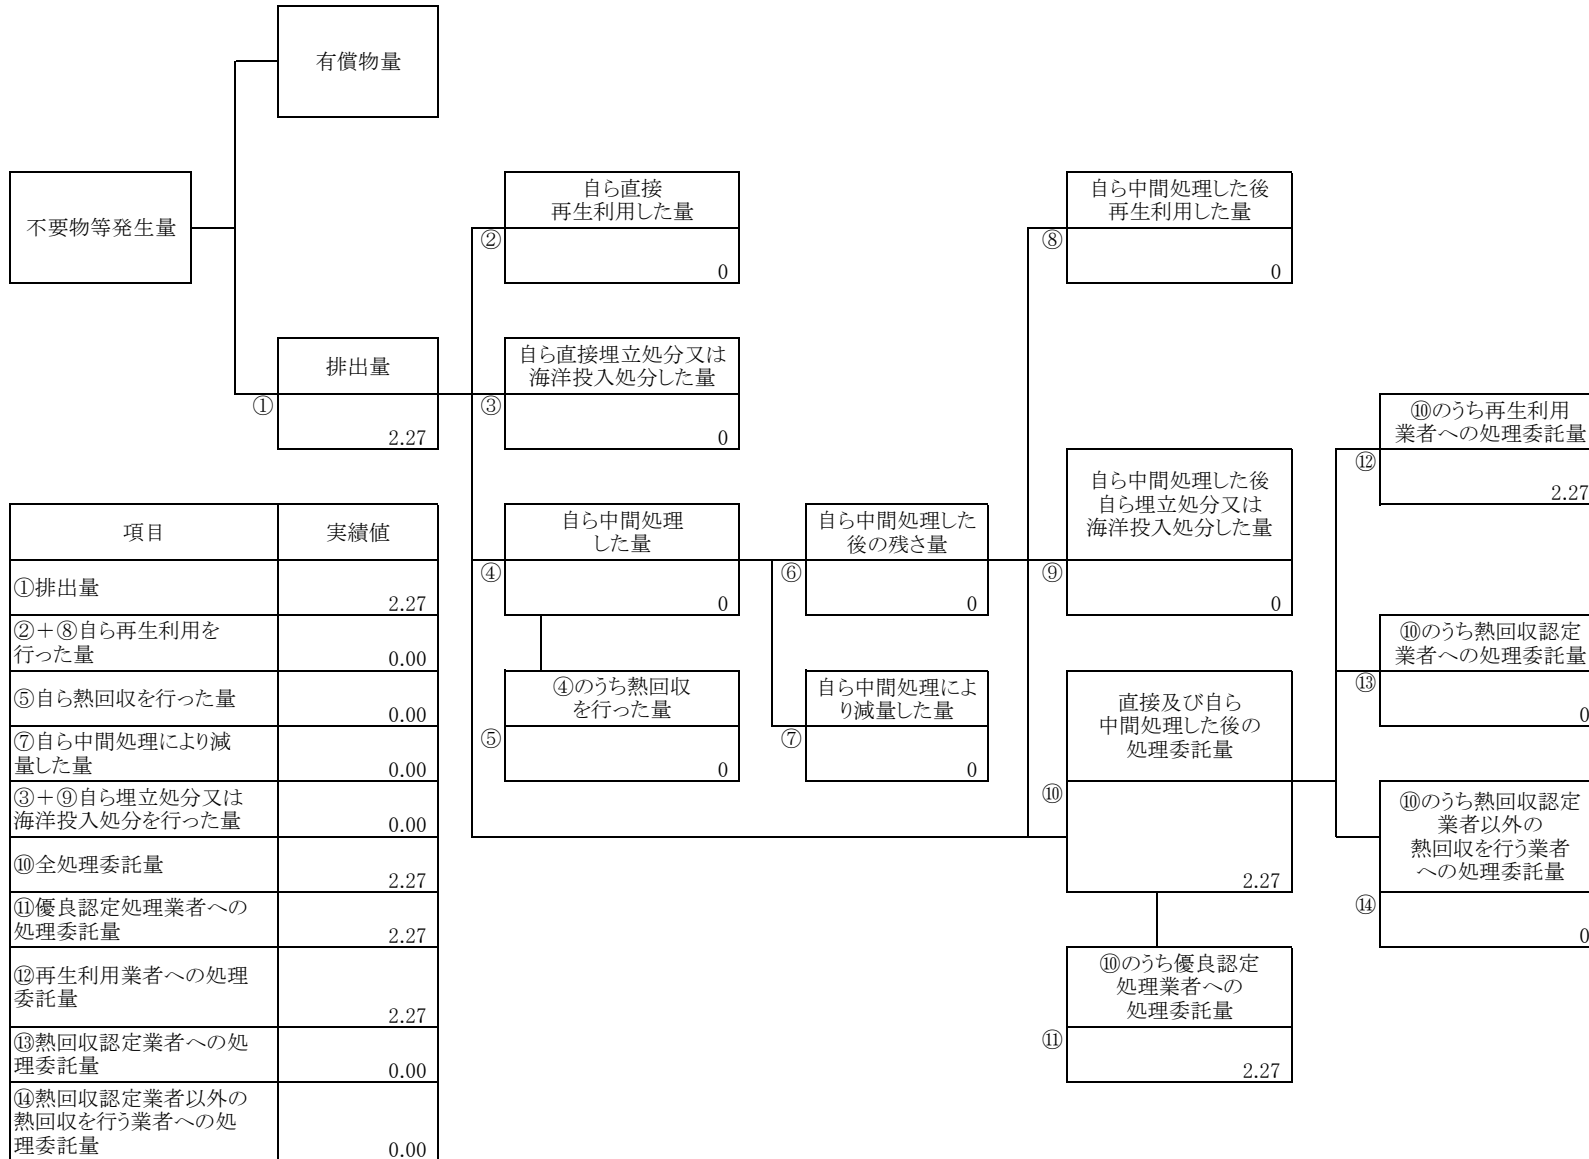 有償物量
不要物等発生量
自ら直接
再生利用した量
②
0
自ら中間処理した後
再生利用した量
⑧
0
排出量
①
2.27
自ら直接埋立処分又は
海洋投入処分した量
③
0
⑩のうち再生利用
業者への処理委託量
⑫
2.27
自ら中間処理
した量
④
0
自ら中間処理した
後の残さ量
⑥
0
自ら中間処理した後
自ら埋立処分又は
海洋投入処分した量
⑨
0
⑩のうち熱回収認定
業者への処理委託量
⑬
0
④のうち熱回収
を行った量
⑤
0
自ら中間処理によ
り減量した量
⑦
0
直接及び自ら
中間処理した後の
処理委託量
⑩
2.27
⑩のうち熱回収認定
業者以外の
熱回収を行う業者
への処理委託量
⑭
0
⑩のうち優良認定
処理業者への
処理委託量
⑪
2.27
項目 実績値
①排出量
2.27
②＋⑧自ら再生利用を
行った量 0.00
⑤自ら熱回収を行った量
0.00
⑦自ら中間処理により減
量した量 0.00
③＋⑨自ら埋立処分又は
海洋投入処分を行った量 0.00
⑩全処理委託量
2.27
⑪優良認定処理業者への
処理委託量 2.27
⑫再生利用業者への処理
委託量
2.27
⑬熱回収認定業者への処
理委託量 0.00
⑭熱回収認定業者以外の
熱回収を行う業者への処
理委託量 0.00